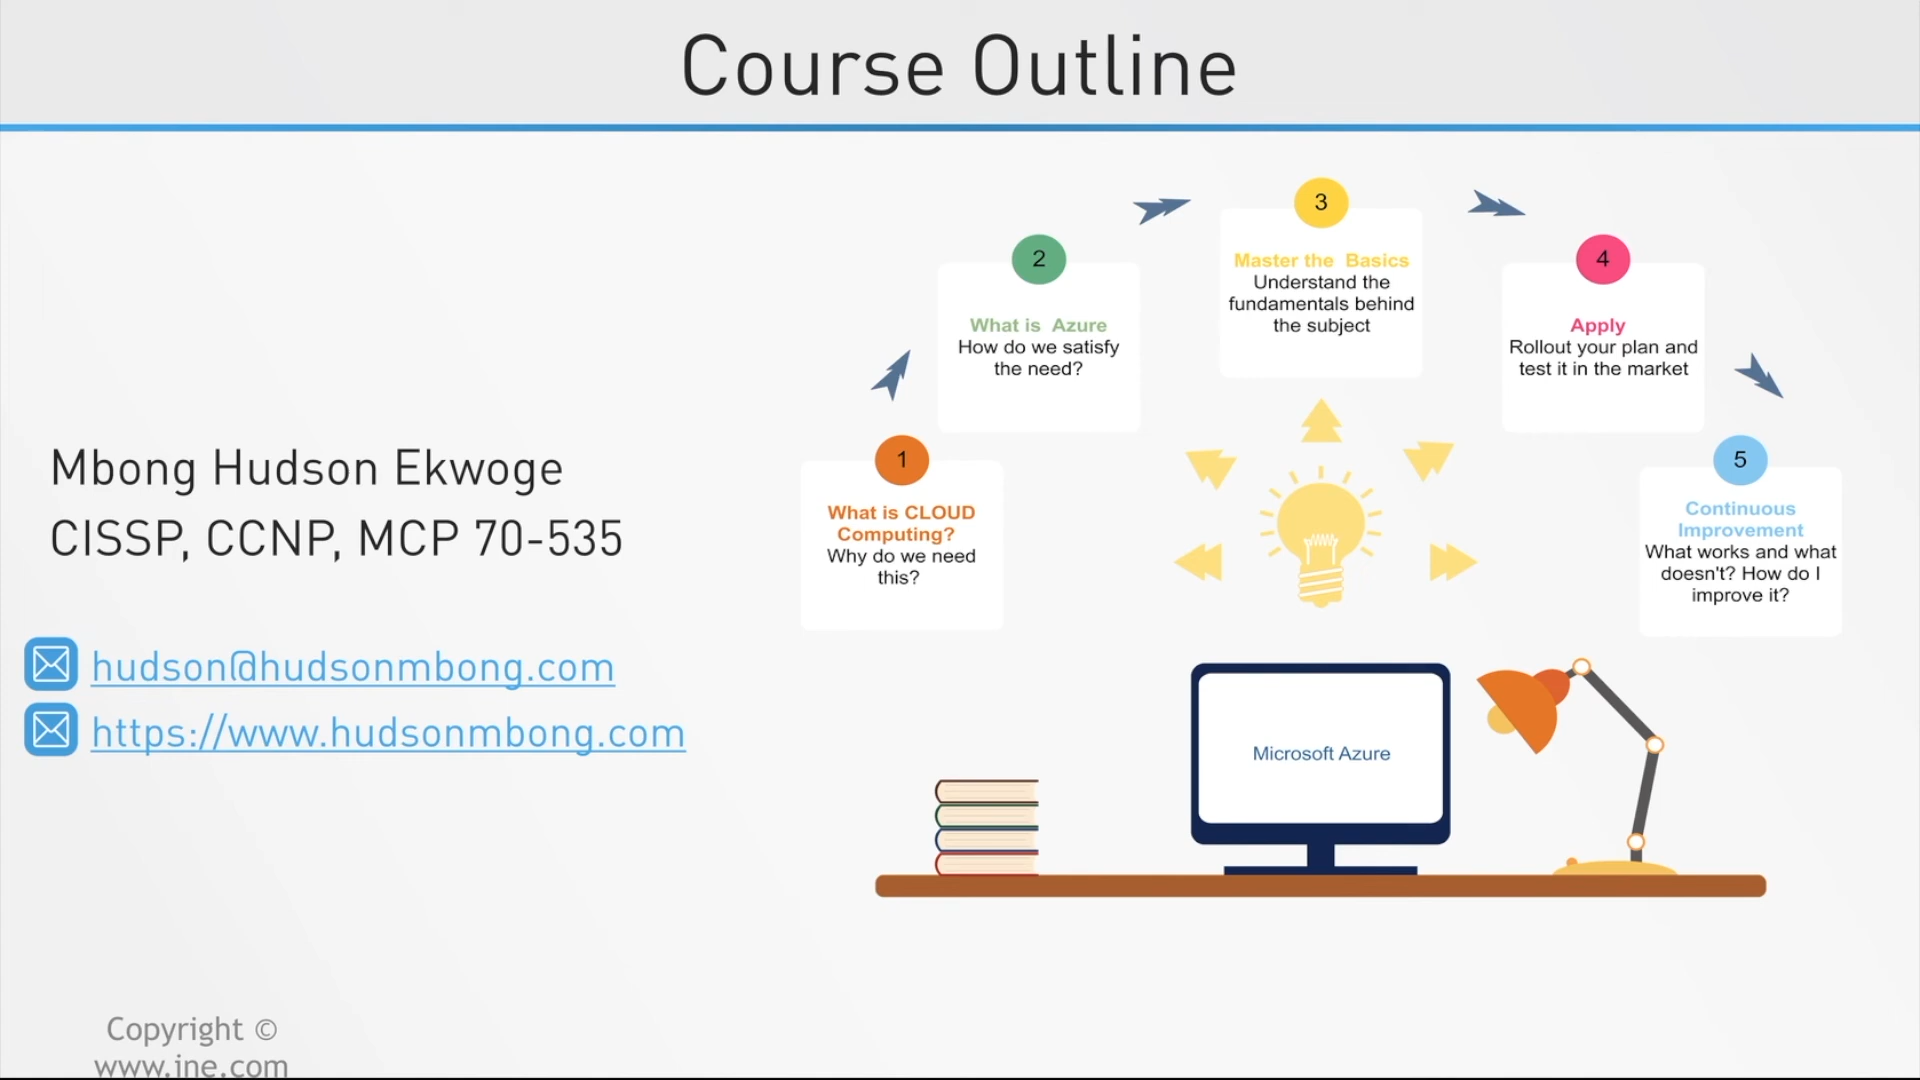 Course Outline
Mbong Hudson Ekwoge
CISSP, CCNP, MCP 70-535
hudson@hudsonmbong.com
https://www.hudsonmbong.com
1
What is CLOUD
Computing?
Why do we need
this?
2
What is Azure
How do we satisfy
the need?
3
Master the Basics
Understand the
fundamentals behind
the subject
4
Apply
Rollout your plan and
test it in the market
5
Continuous
Improvement
What works and what
doesn't? How do I
improve it?
Microsoft Azure
Copyright ©
www.ine.com